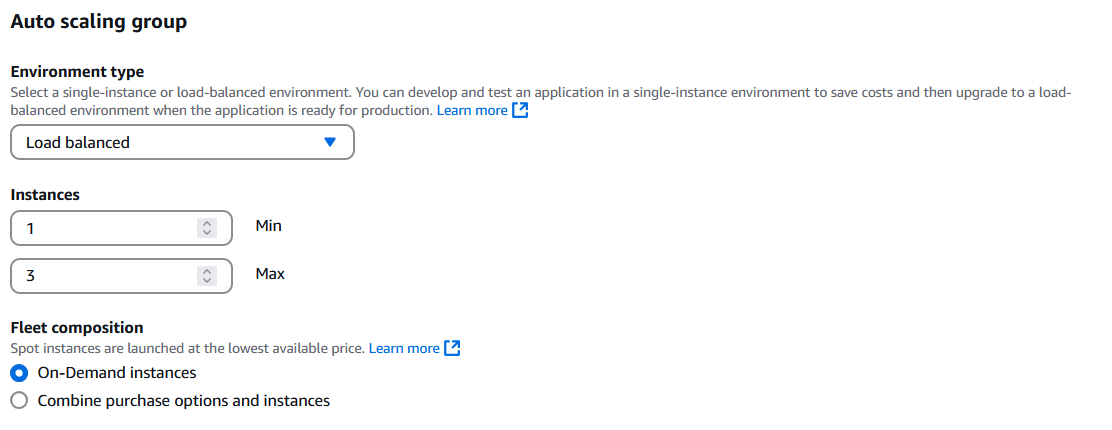 Auto scaling group
Environment type
Select a single-instance or load-balanced environment. You can develop and test an application in a single-instance environment to save costs and then upgrade to a load-
balanced environment when the application is ready for production. Learn more
Load balanced
Instances
1 Min
3 Max
Fleet composition
Spot instances are launched at the lowest available price. Learn more
On-Demand instances
Combine purchase options and instances